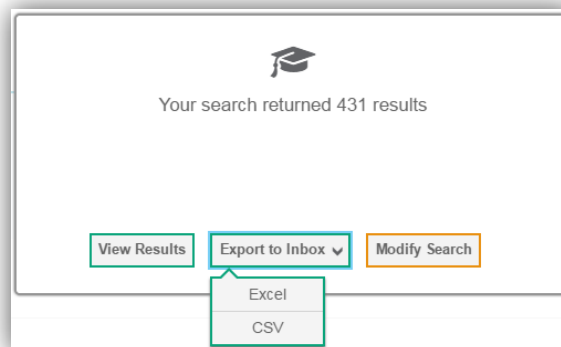 Your search returned 431 results
View Results Export to Inbox Modify Search
Excel
CSV